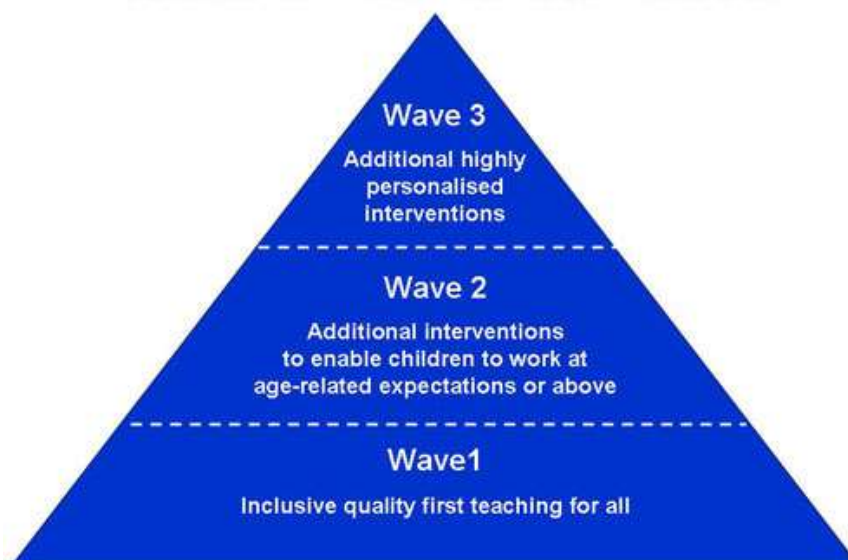 Wave 3
Additional highly
personalised
interventions
Wave 2
Additional interventions
to enable children to work at
age-related expectations or above
Wave1
Inclusive quality first teaching for all